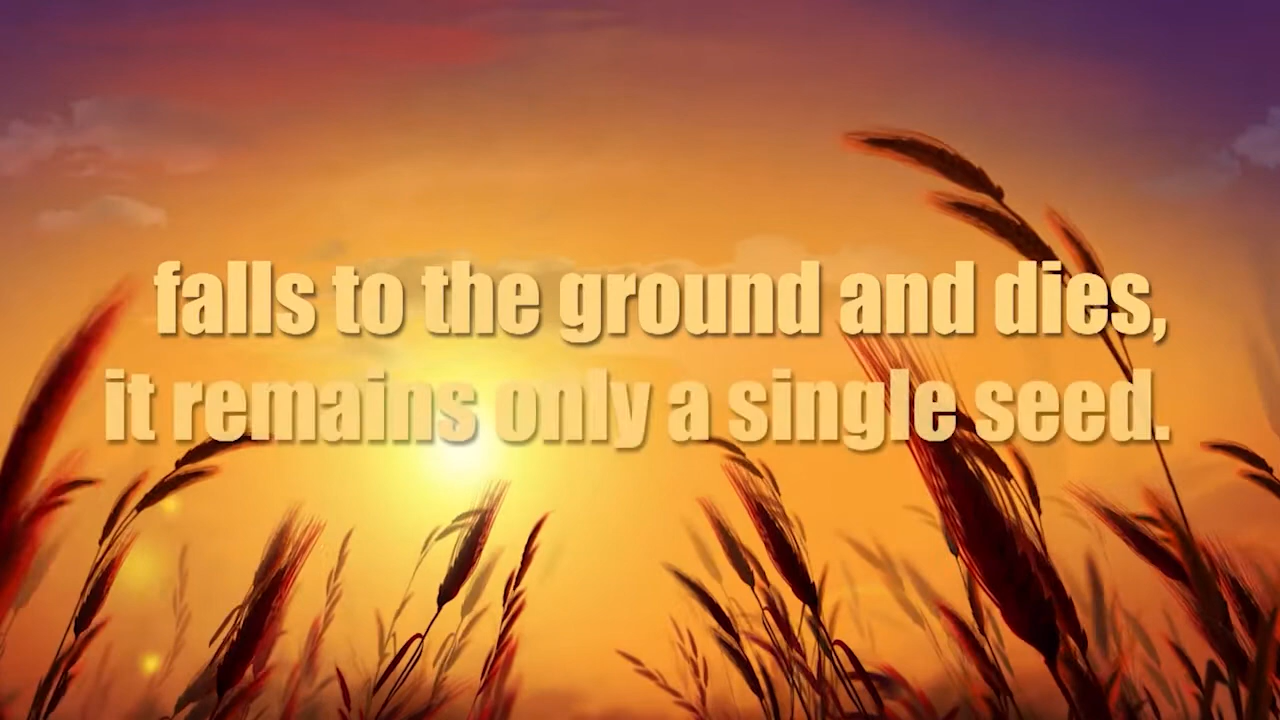 falls to the ground and dies,
it remains only a single seed.